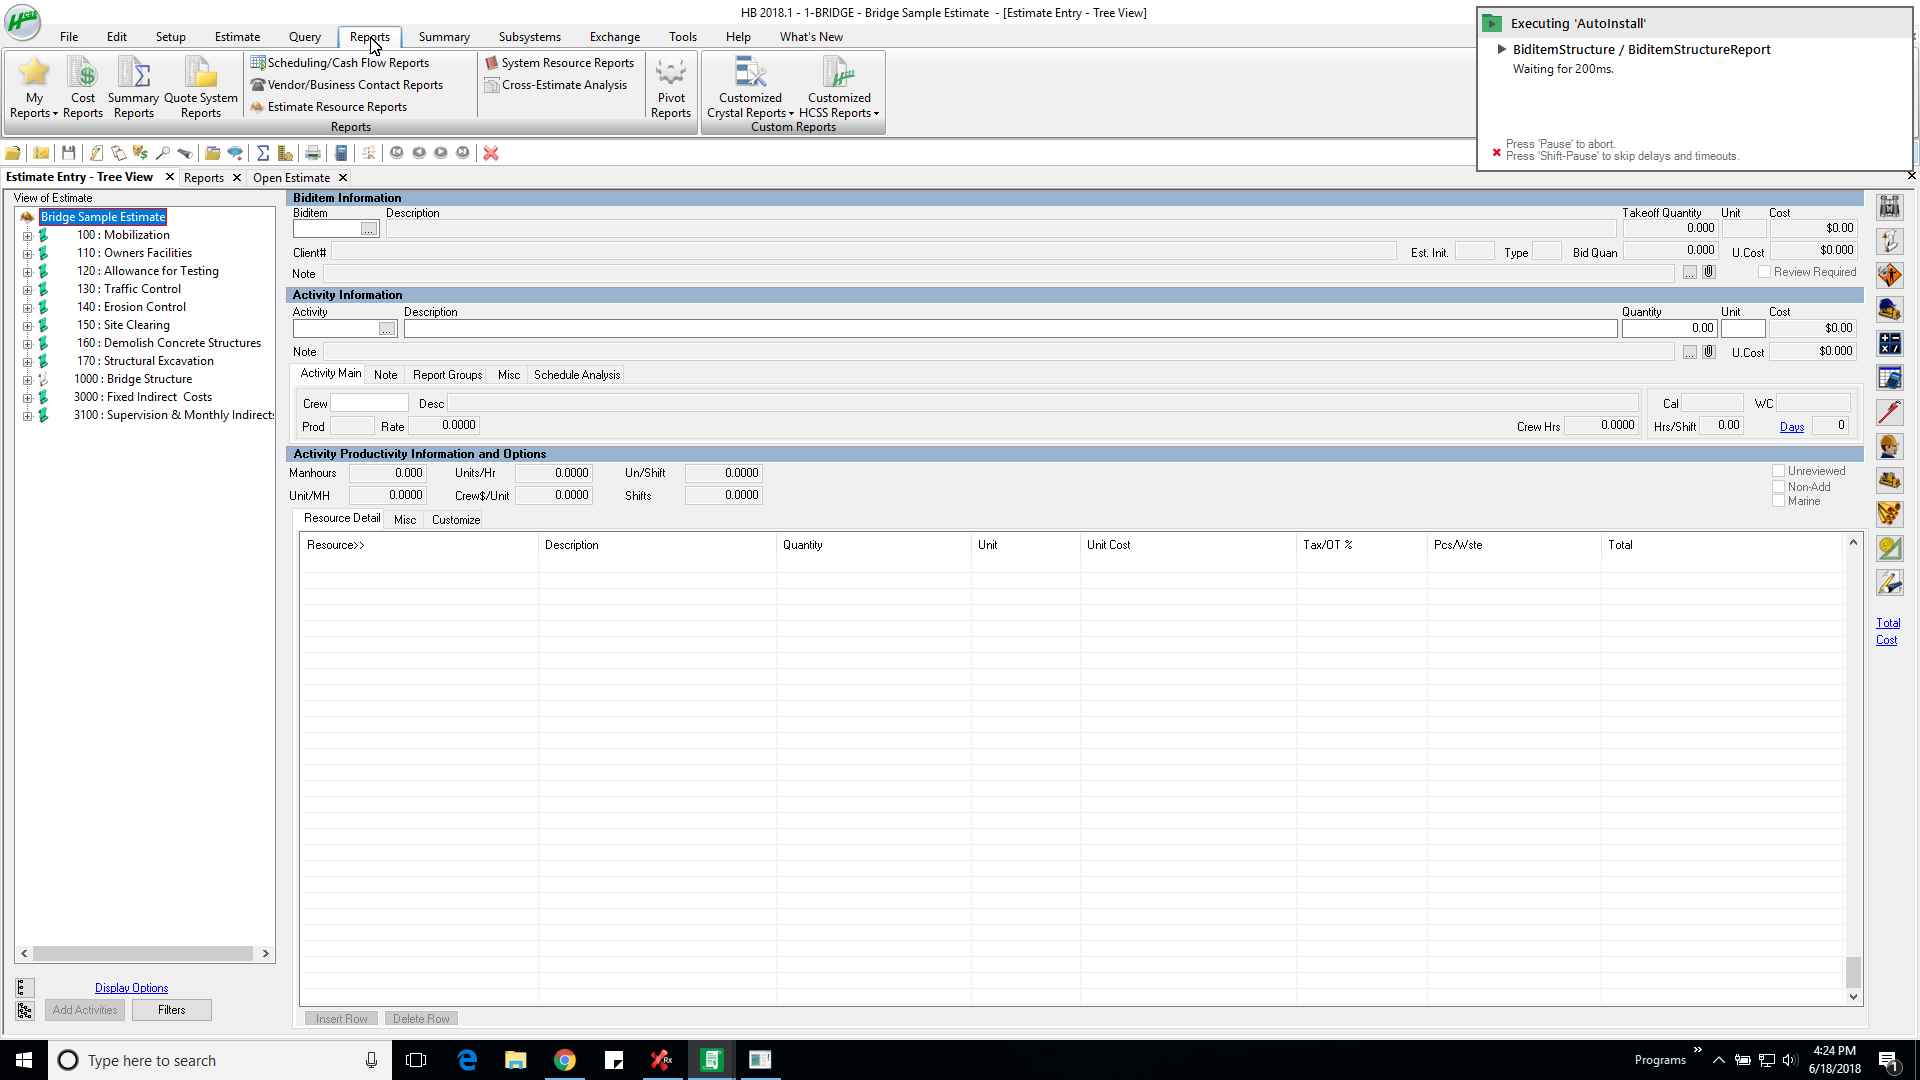 HB 2018.1 - 1-BRIDGE - Bridge Sample Estimate - [Estimate Entry - Tree View]
File Edit Setup Estimate Query Reports Summary Subsystems Exchange Tools Help What's New
My Reports
Cost Reports
Summary Reports
Quote System Reports
Scheduling/Cash Flow Reports
Vendor/Business Contact Reports
Estimate Resource Reports
System Resource Reports
Cross-Estimate Analysis
Pivot Reports
Reports
Customized Crystal Reports
Customized HCSS Reports
Custom Reports
Executing 'AutoInstall'
BiditemStructure / BiditemStructureReport
Waiting for 200ms.
Press 'Pause' to abort.
Press 'Shift-Pause' to skip delays and timeouts.
Estimate Entry - Tree View Reports Open Estimate
View of Estimate
Bridge Sample Estimate
100 : Mobilization
110 : Owners Facilities
120 : Allowance for Testing
130 : Traffic Control
140 : Erosion Control
150 : Site Clearing
160 : Demolish Concrete Structures
170 : Structural Excavation
1000 : Bridge Structure
3000 : Fixed Indirect Costs
3100 : Supervision & Monthly Indirects
Display Options
Add Activities Filters
Biditem Information
Biditem Description Takeoff Quantity Unit Cost
... 0.000 $0.00
Client# Est. Init. Type Bid Quan 0.000 U.Cost $0.000
Note ... Review Required
Activity Information
Activity Description Quantity Unit Cost
... 0.00 $0.00
Note ... U.Cost $0.000
Activity Main Note Report Groups Misc Schedule Analysis
Crew Desc Cal WC
Prod Rate 0.0000 Crew Hrs 0.0000 Hrs/Shift 0.00 Days 0
Activity Productivity Information and Options
Manhours 0.000 Units/Hr 0.0000 Un/Shift 0.0000 Unreviewed
Non-Add
Unit/MH 0.0000 Crew$/Unit 0.0000 Shifts 0.0000 Marine
Resource Detail Misc Customize
Resource>> Description Quantity Unit Unit Cost Tax/OT % Pcs/Wste Total
Insert Row Delete Row
Total
Cost
Type here to search
Programs
4:24 PM
6/18/2018
1